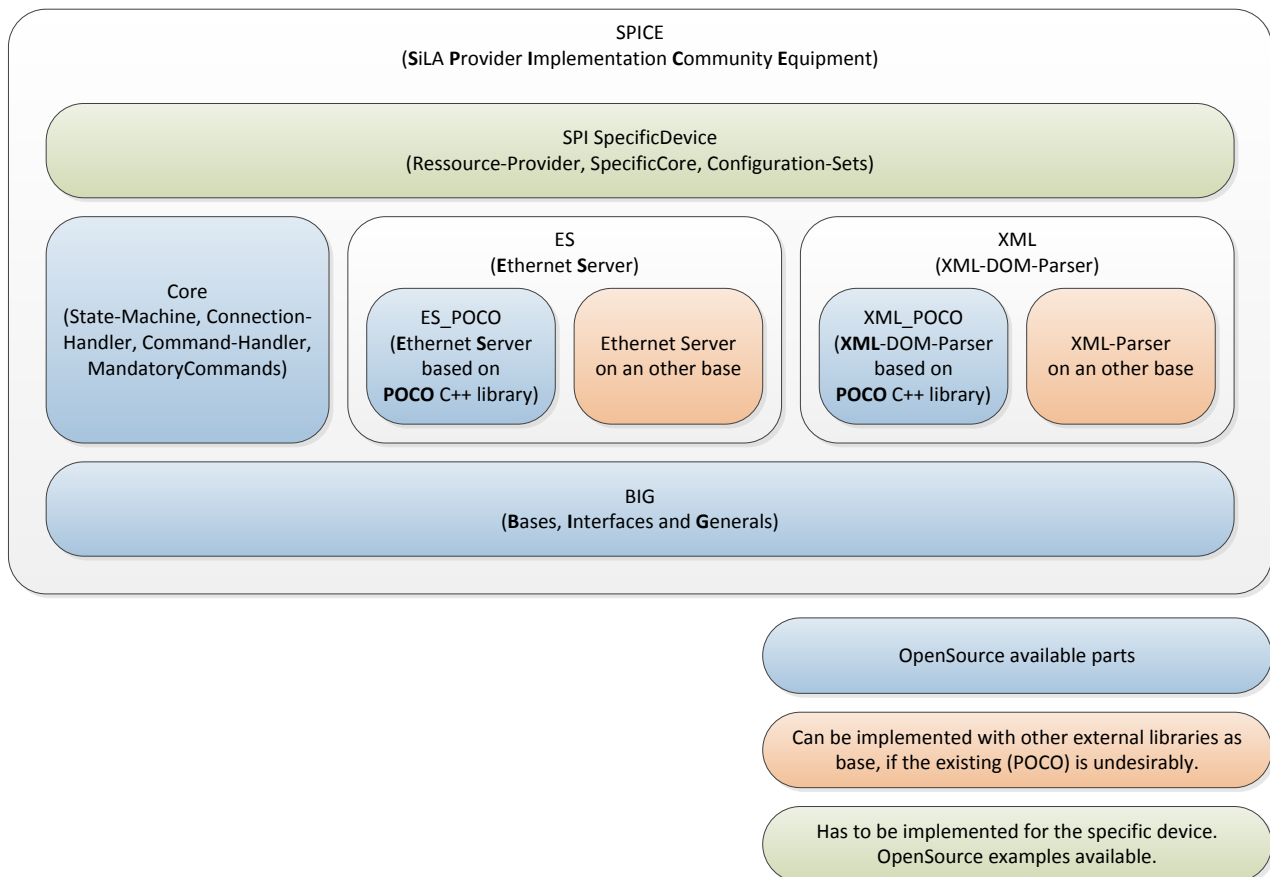 SPICE
(SiLA Provider Implementation Community Equipment)
SPI SpecificDevice
(Ressource-Provider, SpecificCore, Configuration-Sets)
Core
(State-Machine, Connection-
Handler, Command-Handler,
MandatoryCommands)
ES
(Ethernet Server)
ES_POCO
(Ethernet Server
based on
POCO C++ library)
Ethernet Server
on an other base
XML
(XML-DOM-Parser)
XML_POCO
(XML-DOM-Parser
based on
POCO C++ library)
XML-Parser
on an other base
BIG
(Bases, Interfaces and Generals)
OpenSource available parts
Can be implemented with other external libraries as
base, if the existing (POCO) is undesirably.
Has to be implemented for the specific device.
OpenSource examples available.